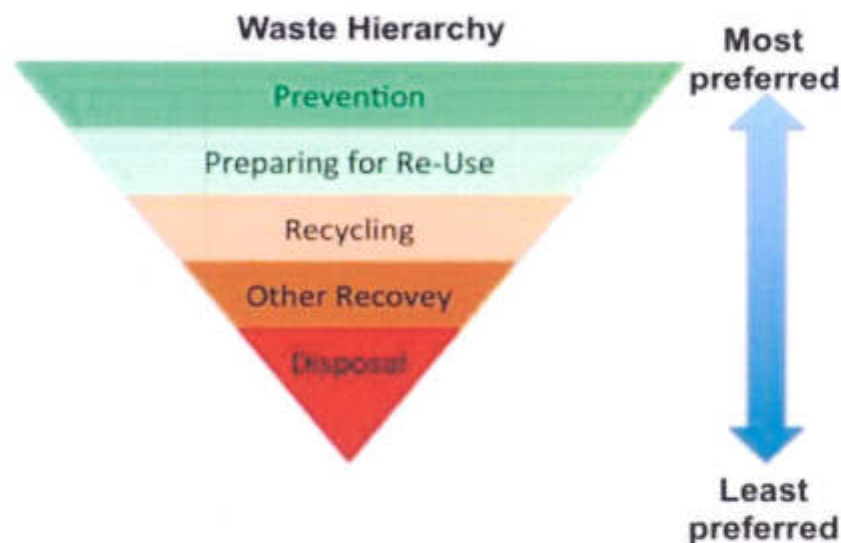 Waste Hierarchy
Most
preferred
Prevention
Preparing for Re-Use
Recycling
Other Recovey
Disposal
Least
preferred